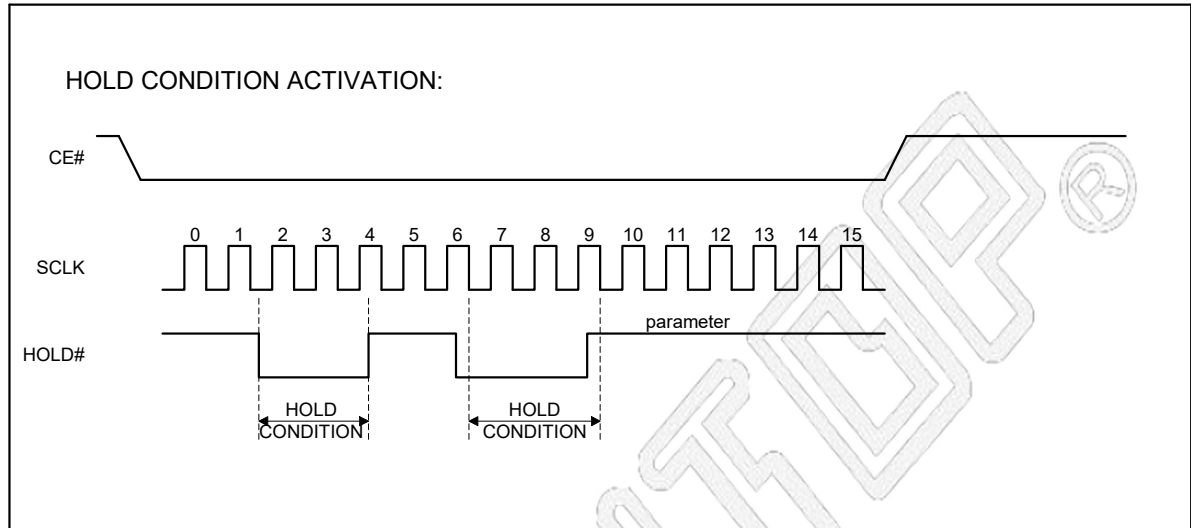 HOLD CONDITION ACTIVATION:
CE#
0 1 2 3 4 5 6 7 8 9 10 11 12 13 14 15
SCLK
parameter
HOLD#
HOLD CONDITION
HOLD CONDITION
®